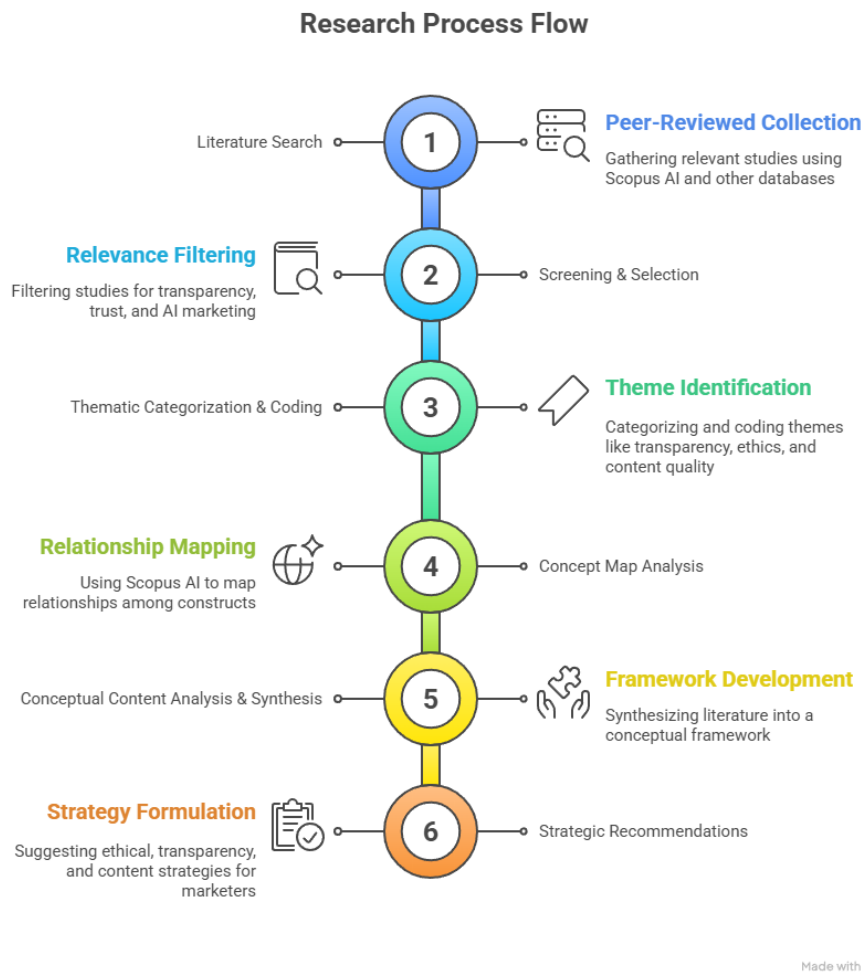 Research Process Flow
Literature Search
1
Peer-Reviewed Collection
Gathering relevant studies using
Scopus AI and other databases
Relevance Filtering
Filtering studies for transparency,
trust, and AI marketing
2
Screening & Selection
Thematic Categorization & Coding
3
Theme Identification
Categorizing and coding themes
like transparency, ethics, and
content quality
Relationship Mapping
Using Scopus AI to map
relationships among constructs
4
Concept Map Analysis
Conceptual Content Analysis & Synthesis
5
Framework Development
Synthesizing literature into a
conceptual framework
Strategy Formulation
Suggesting ethical, transparency,
and content strategies for
marketers
6
Strategic Recommendations
Made with